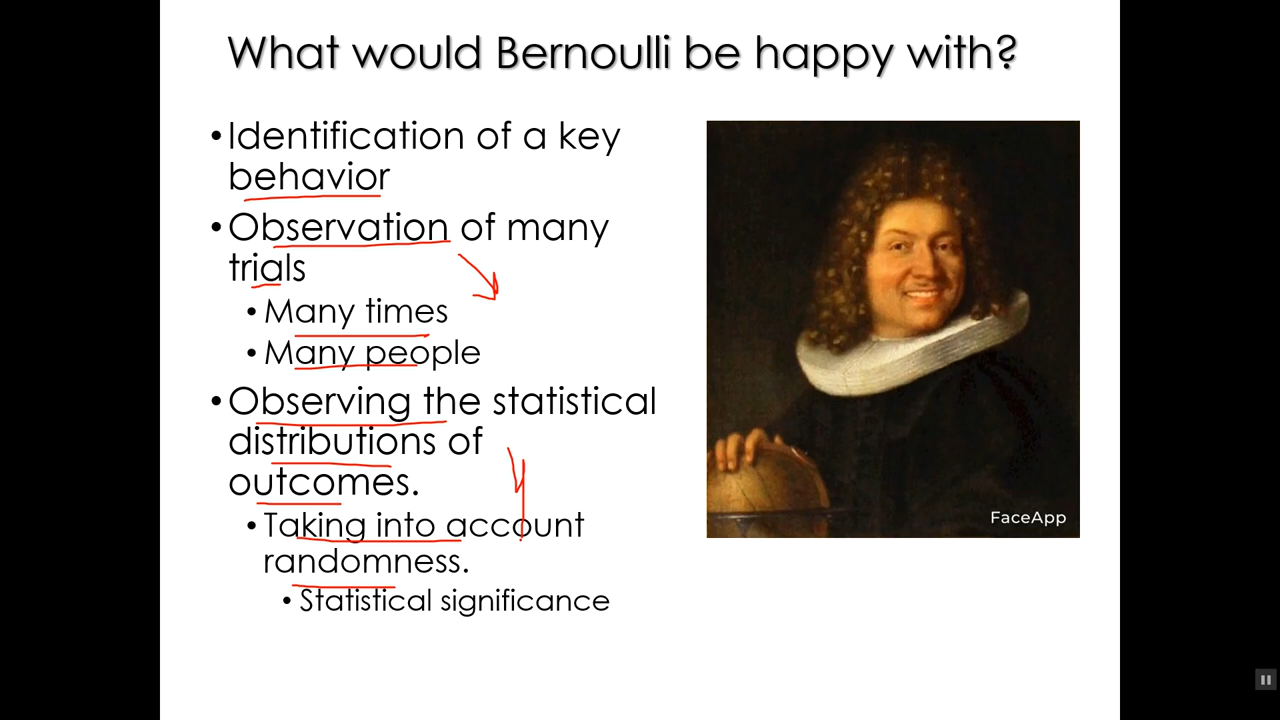 What would Bernoulli be happy with?
•Identification of a key
behavior
•Observation of many
trials
•Many times
•Many people
•Observing the statistical
distributions of
outcomes.
•Taking into account
randomness.
•Statistical significance
FaceApp